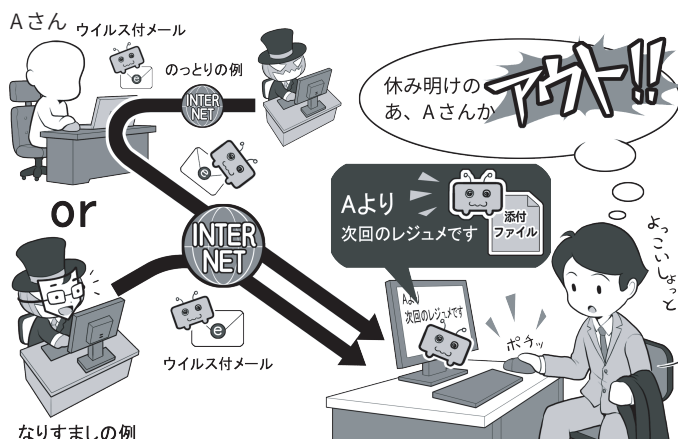 Aさん
ウイルス付メール
のっとりの例
INTER
NET
休み明けの
あ、Aさんか
アウト!!
or
INTER
NET
Aより
次回のレジュメです
添付
ファイル
よっこいしょっと
Aより
次回のレジュメです
ポチッ
ウイルス付メール
なりすましの例